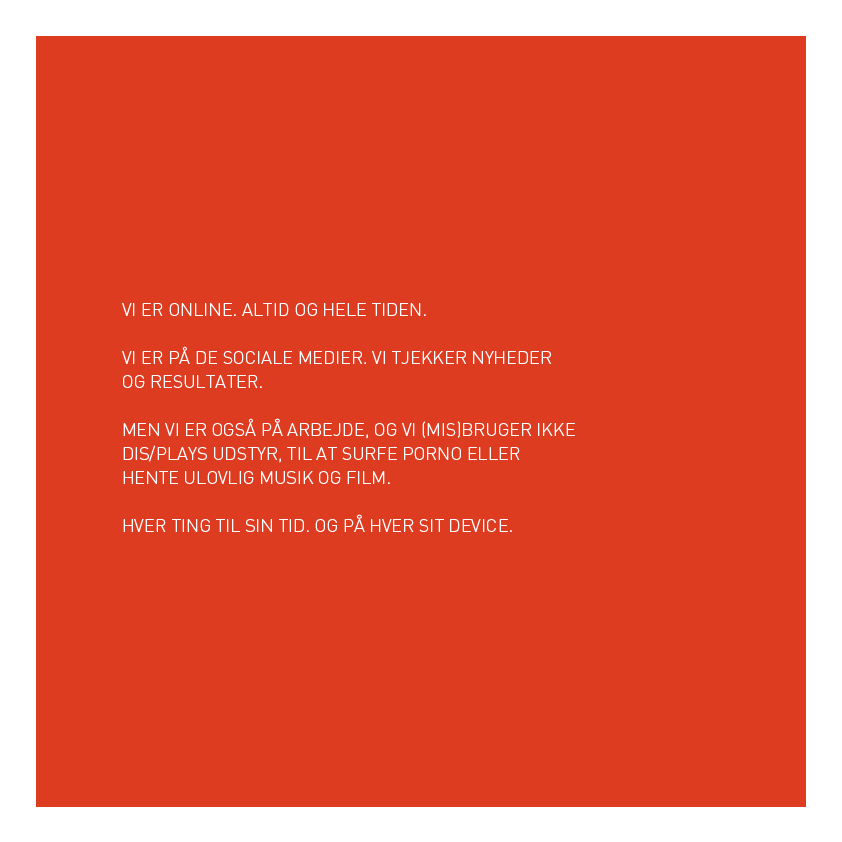 VI ER ONLINE. ALTID OG HELE TIDEN.
VI ER PÅ DE SOCIALE MEDIER. VI TJEKKER NYHEDER
OG RESULTATER.
MEN VI ER OGSÅ PÅ ARBEJDE, OG VI (MIS)BRUGER IKKE
DIS/PLAYS UDSTYR, TIL AT SURFE PORNO ELLER
HENTE ULOVLIG MUSIK OG FILM.
HVER TING TIL SIN TID. OG PÅ HVER SIT DEVICE.